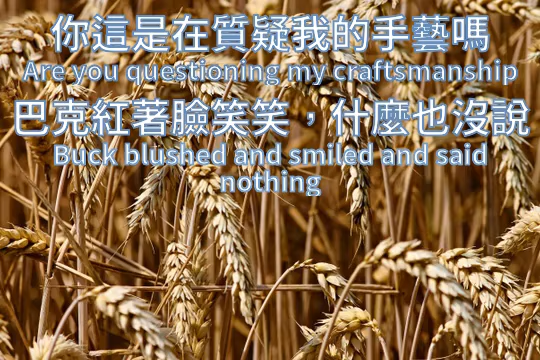 你這是在質疑我的手藝嗎
Are you questioning my craftsmanship
巴克紅著臉笑笑，什麼也沒說
Buck blushed and smiled and said
nothing